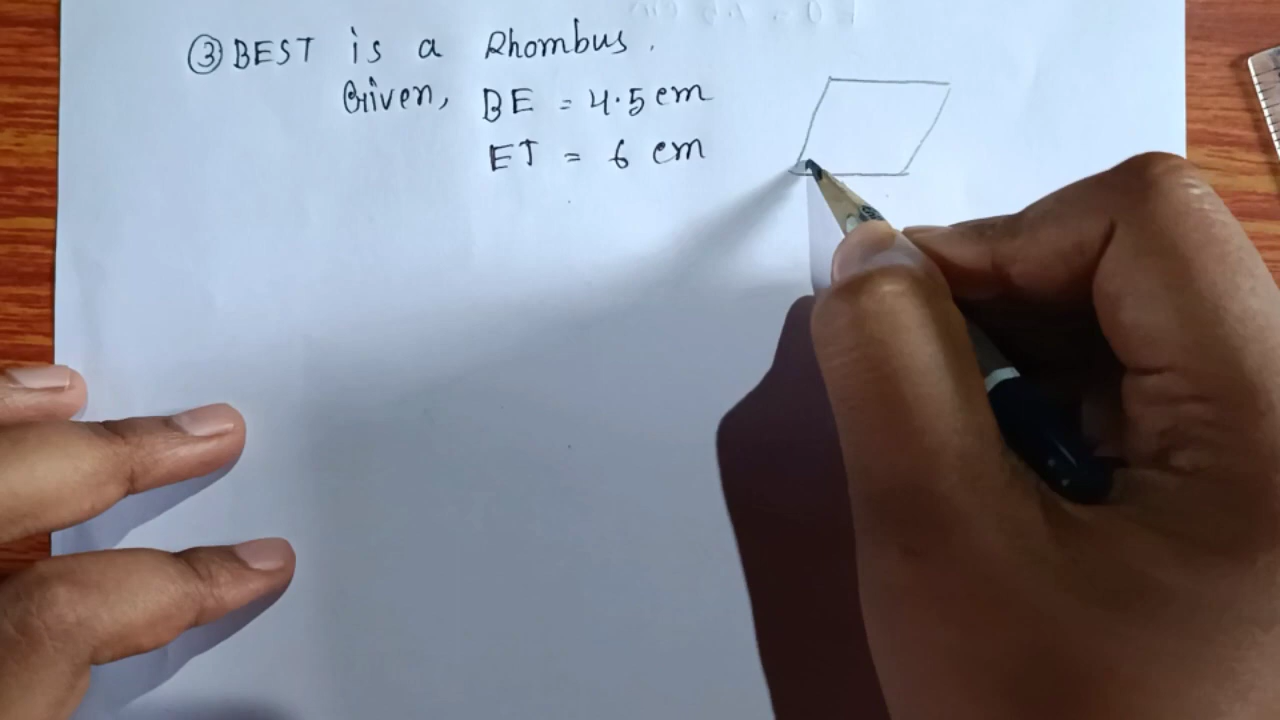 ③ BEST is a Rhombus.
Given, BE = 4.5 cm
ET = 6 cm